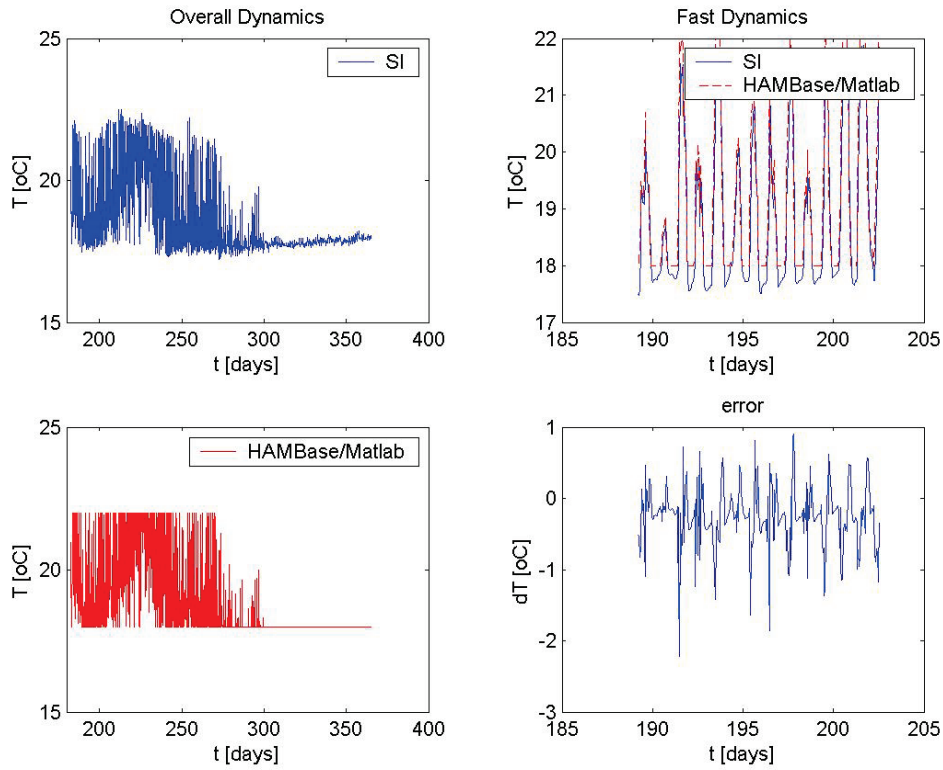 Overall Dynamics
25
20
15
T [oC]
SI
200 250 300 350 400
t [days]
Fast Dynamics
22
21
20
19
18
17
T [oC]
SI
HAMBase/Matlab
185 190 195 200 205
t [days]
25
20
15
T [oC]
HAMBase/Matlab
200 250 300 350 400
t [days]
error
1
0
-1
-2
-3
dT [oC]
185 190 195 200 205
t [days]